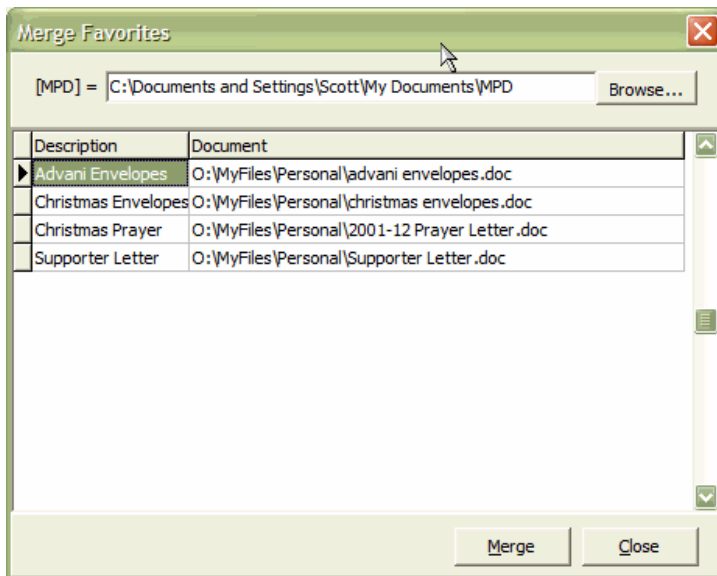 Merge Favorites
[MPD] = C:\Documents and Settings\Scott\My Documents\MPD Browse...
Description Document
Advani Envelopes O:\MyFiles\Personal\advani envelopes.doc
Christmas Envelopes O:\MyFiles\Personal\christmas envelopes.doc
Christmas Prayer O:\MyFiles\Personal\2001-12 Prayer Letter.doc
Supporter Letter O:\MyFiles\Personal\Supporter Letter.doc
Merge Close